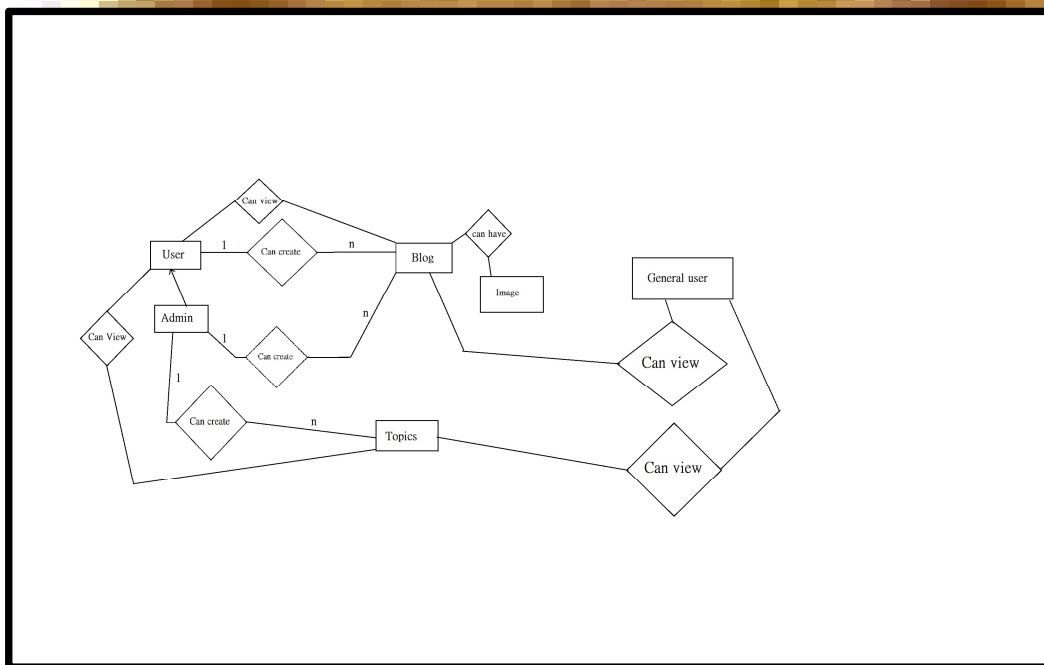 Can view
User
1
Can create
n
Blog
can have
Image
General user
Admin
n
1
Can create
Can View
Can view
1
Can create
n
Topics
Can view